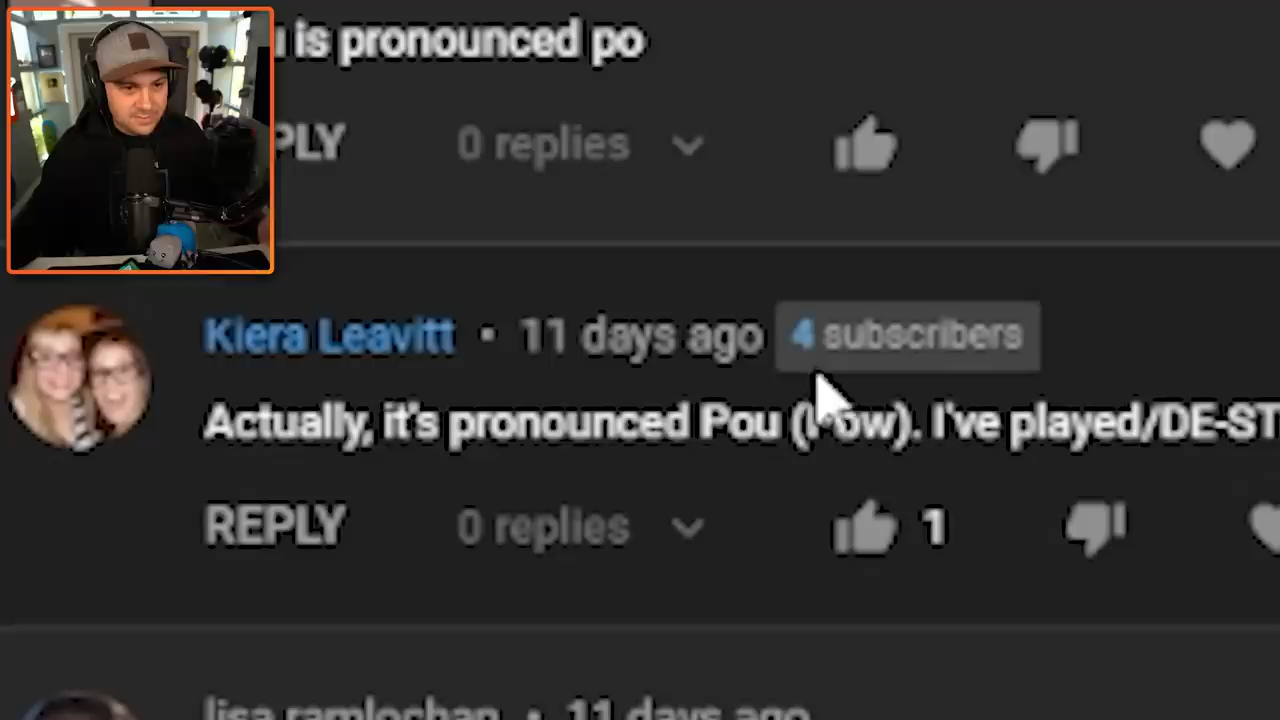 is pronounced po
PLY 0 replies
Kiera Leavitt • 11 days ago 4 subscribers
Actually, it's pronounced Pou (Pow). I've played/DE-ST
REPLY 0 replies 1
lisa ramlochan • 11 days ago